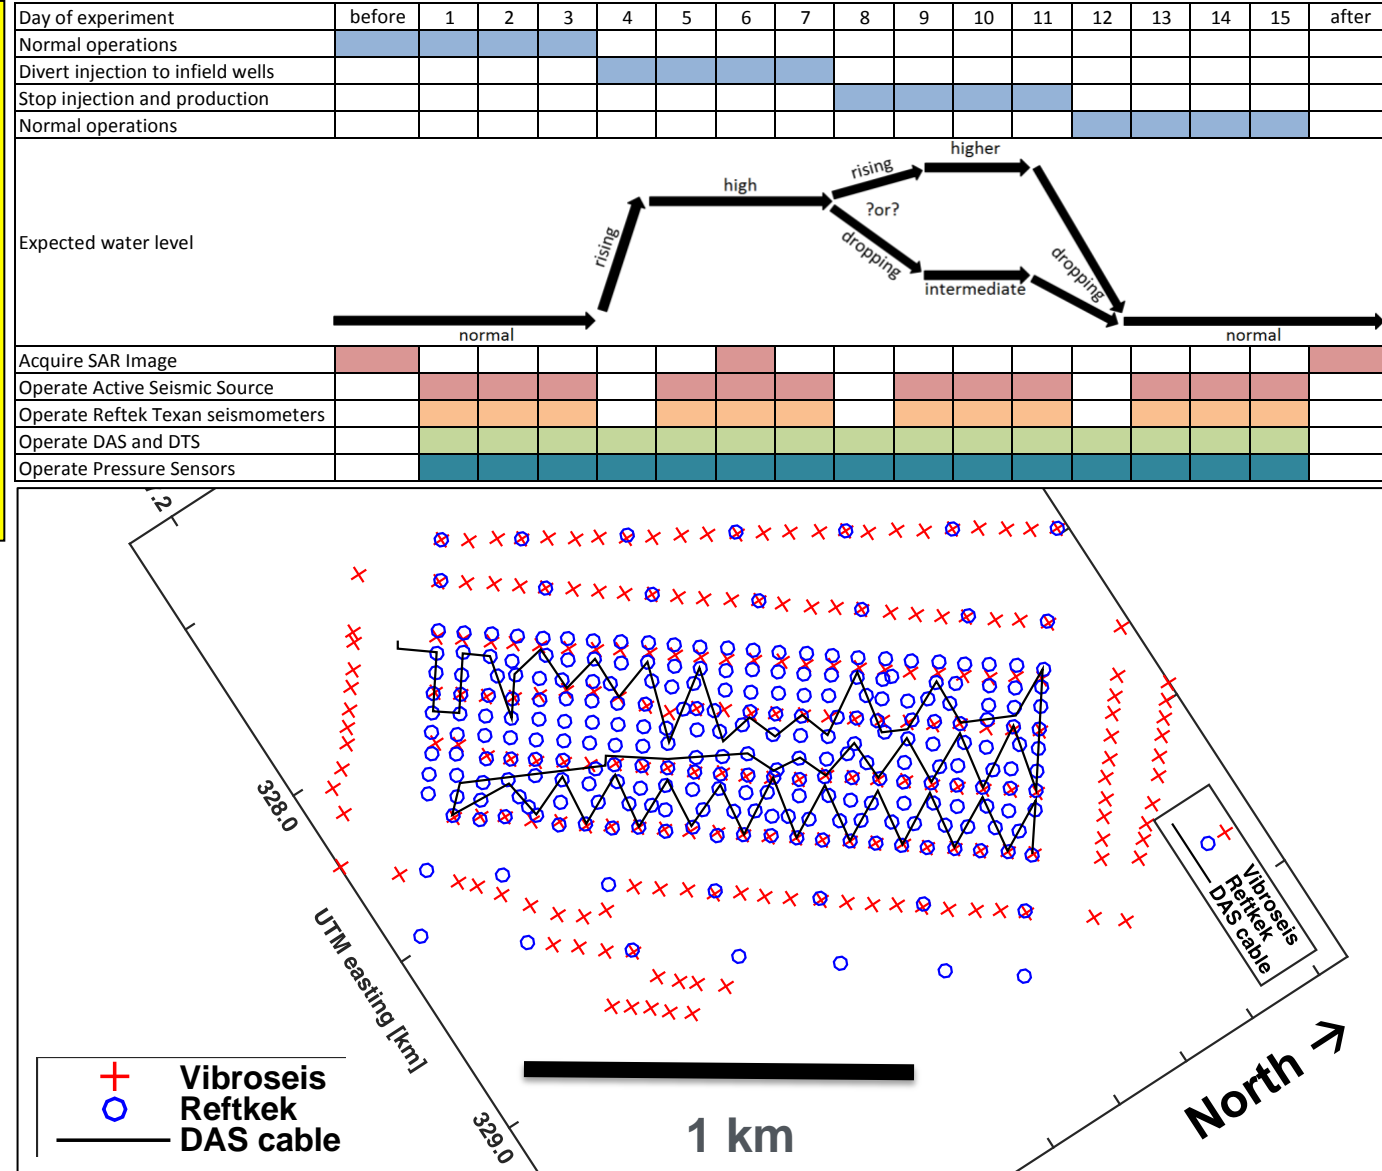 Day of experiment before 1 2 3 4 5 6 7 8 9 10 11 12 13 14 15 after
Normal operations
Divert injection to infield wells
Stop injection and production
Normal operations
Expected water level
normal
rising
high
rising
?or?
dropping
higher
intermediate
dropping
normal
Acquire SAR Image
Operate Active Seismic Source
Operate Reftek Texan seismometers
Operate DAS and DTS
Operate Pressure Sensors
328.0
UTM easting [km]
329.0
Vibroseis
Reftkek
DAS cable
North
Vibroseis
Reftkek
DAS cable
1 km